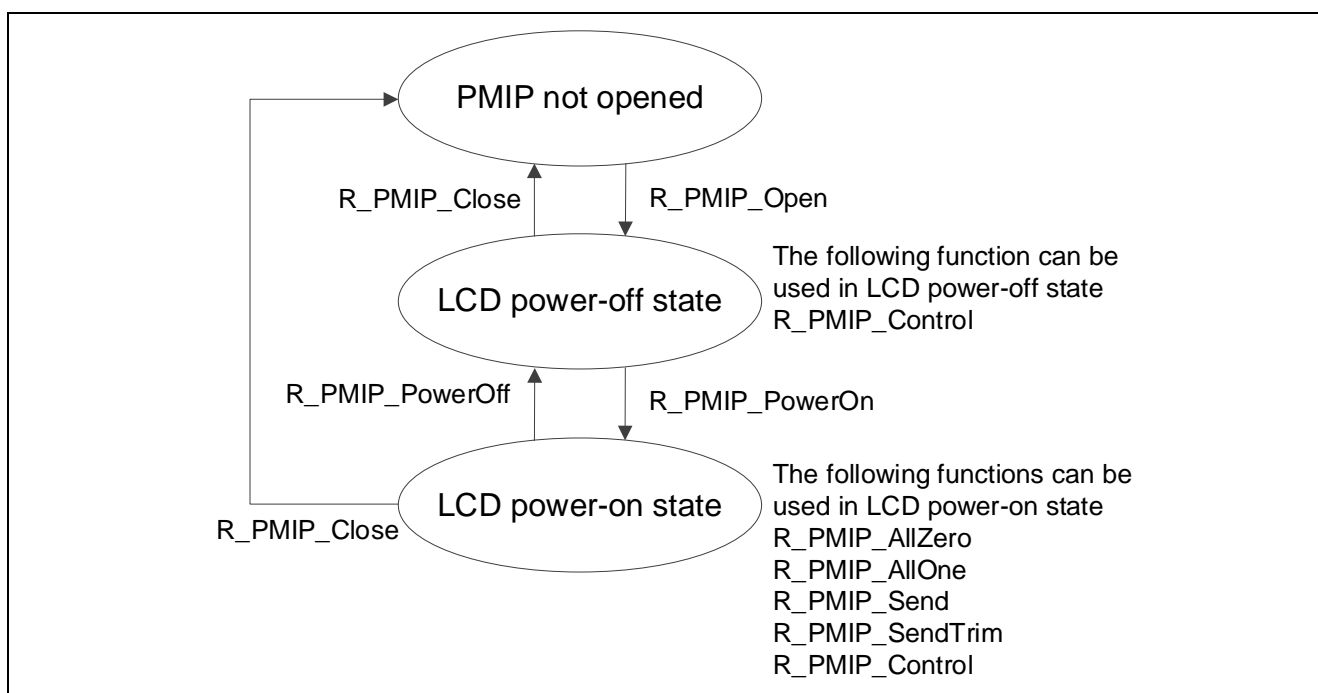 PMIP not opened
R_PMIP_Close
R_PMIP_Open
LCD power-off state
The following function can be
used in LCD power-off state
R_PMIP_Control
R_PMIP_PowerOff
R_PMIP_PowerOn
LCD power-on state
The following functions can be
used in LCD power-on state
R_PMIP_AllZero
R_PMIP_AllOne
R_PMIP_Send
R_PMIP_SendTrim
R_PMIP_Control
R_PMIP_Close